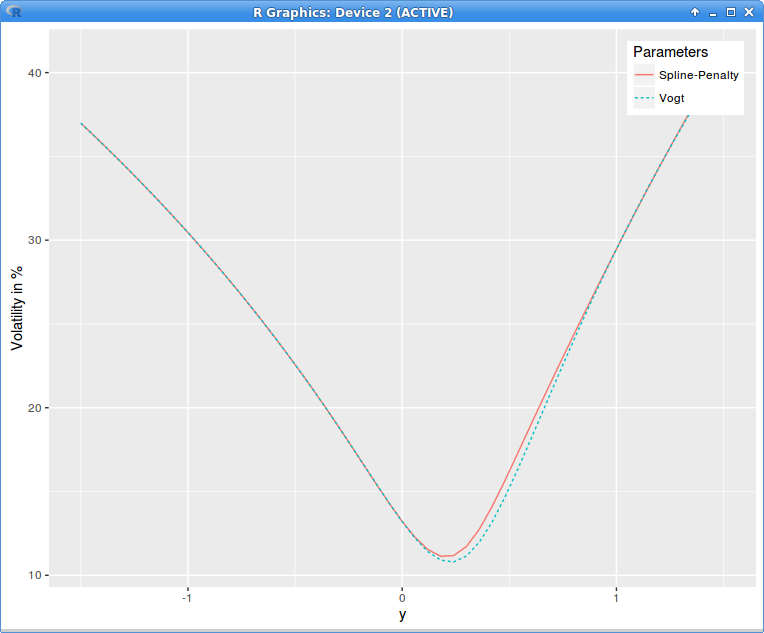 R Graphics: Device 2 (ACTIVE)
Parameters
Spline-Penalty
Vogt
40
30
20
10
Volatility in %
-1
0
1
y